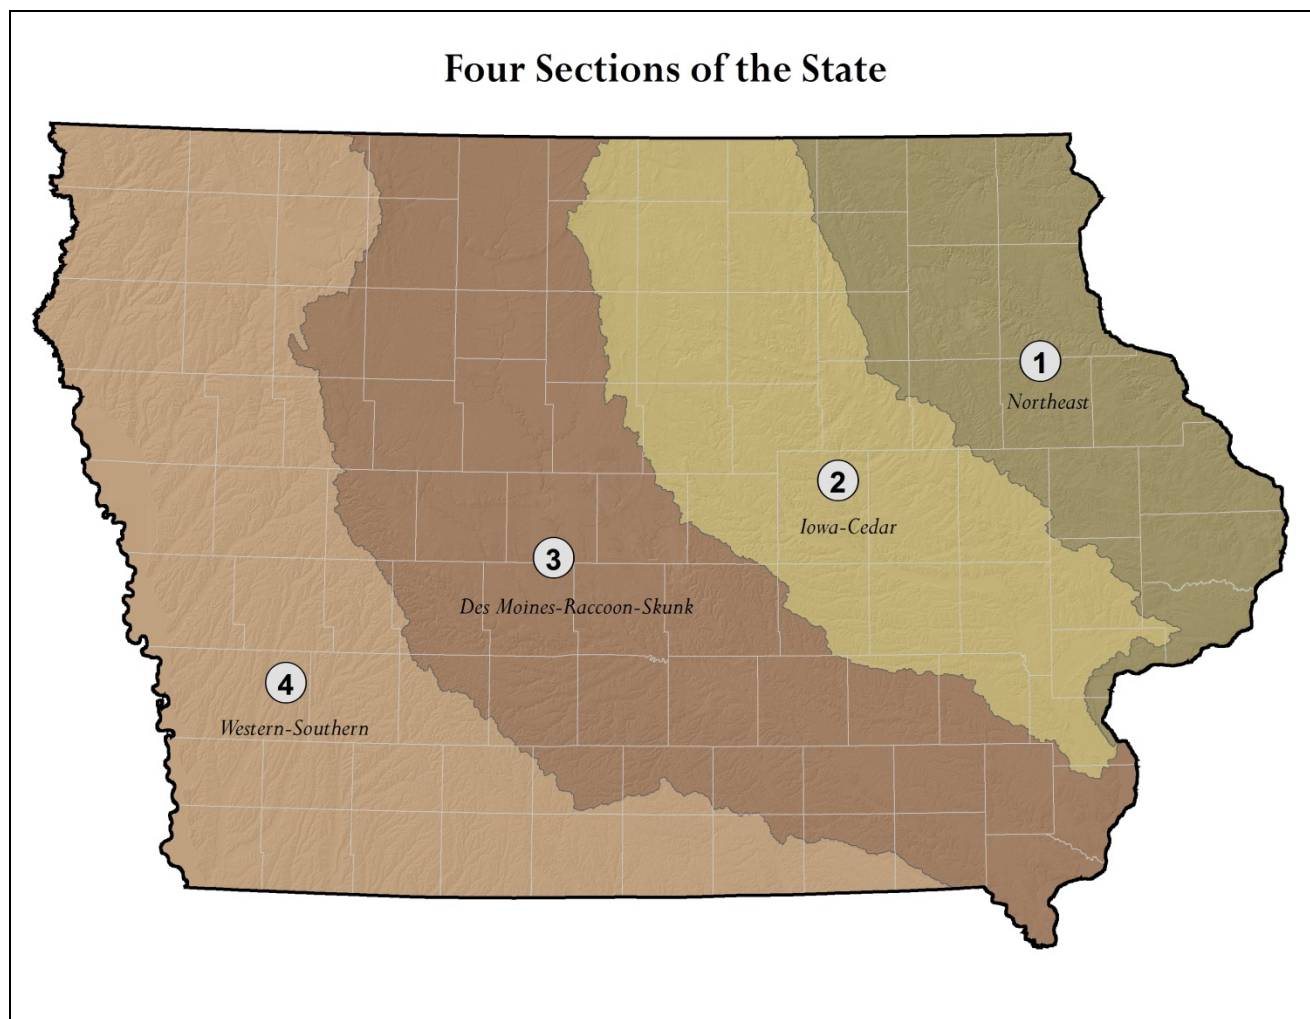 Four Sections of the State
1
Northeast
2
Iowa-Cedar
3
Des Moines-Raccoon-Skunk
4
Western-Southern